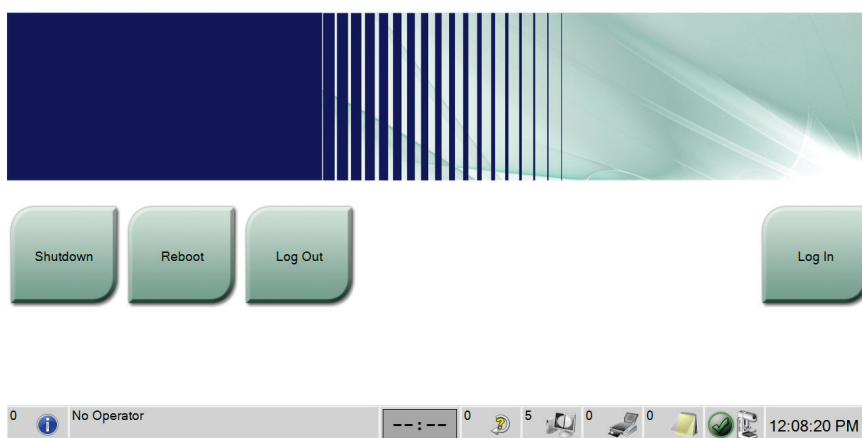 Shutdown
Reboot
Log Out
Log In
0
No Operator
--:--
0
5
0
0
12:08:20 PM